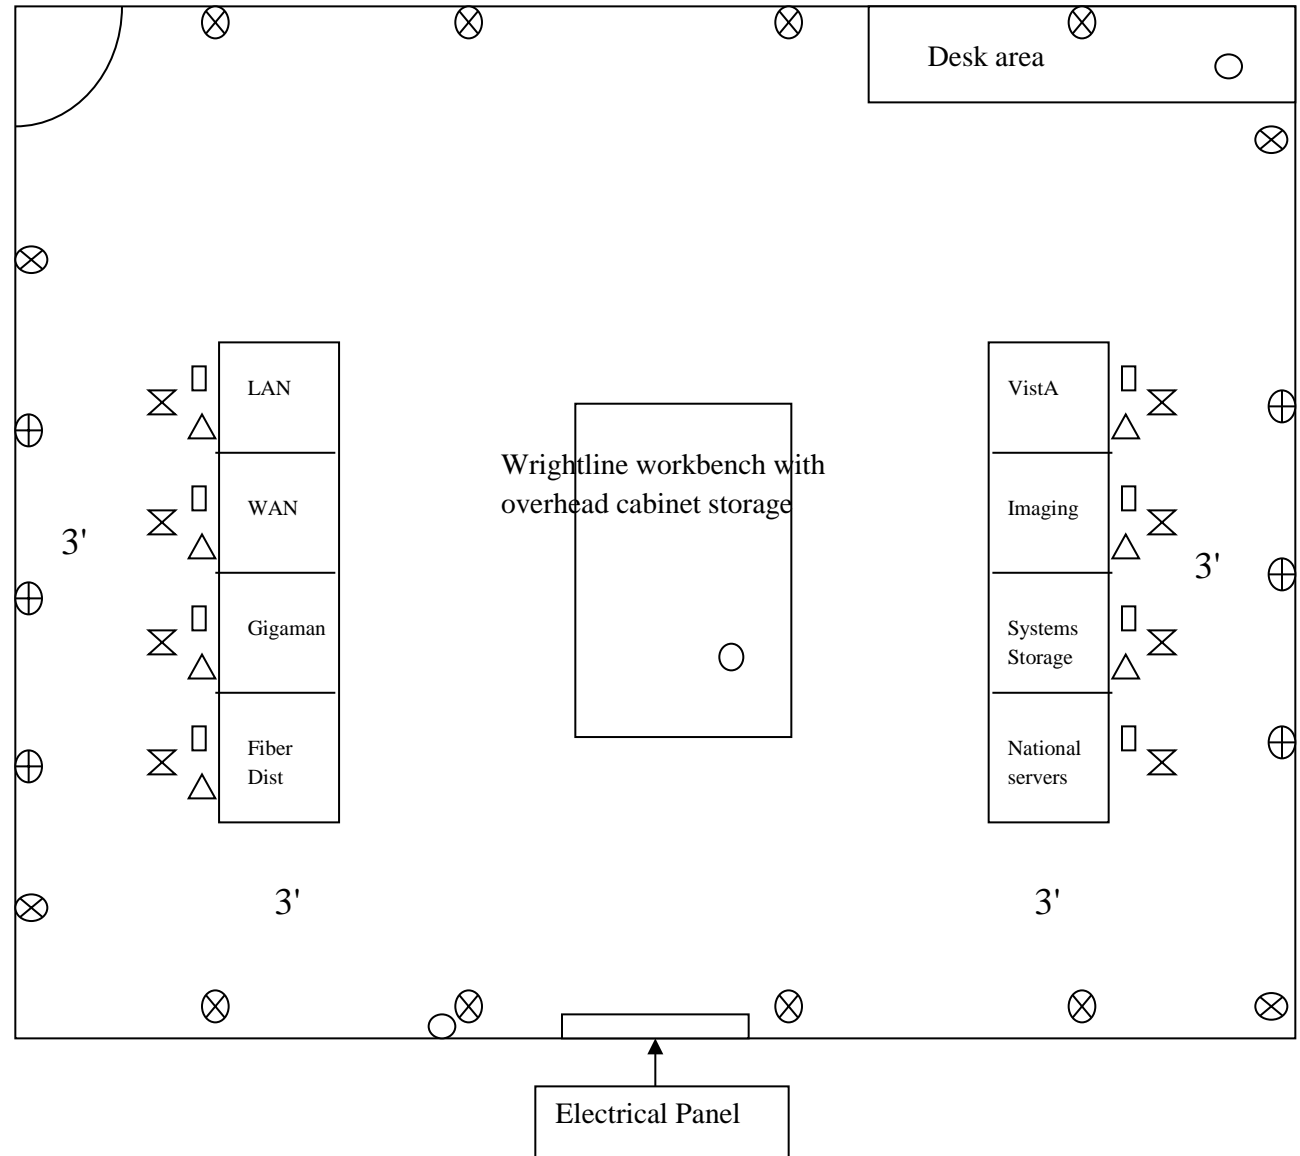 Desk area
LAN
VistA
Wrightline workbench with
overhead cabinet storage
WAN
Imaging
3'
3'
Gigaman
Systems
Storage
Fiber
Dist
National
servers
3'
3'
Electrical Panel